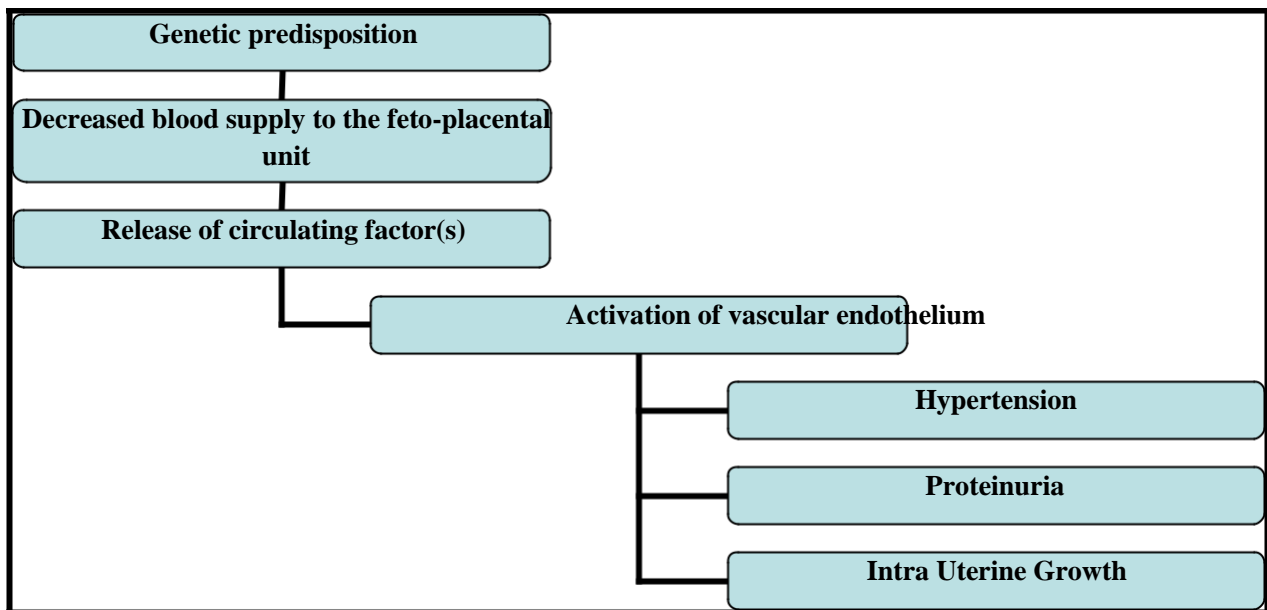 Genetic predisposition
Decreased blood supply to the feto-placental
unit
Release of circulating factor(s)
Activation of vascular endothelium
Hypertension
Proteinuria
Intra Uterine Growth